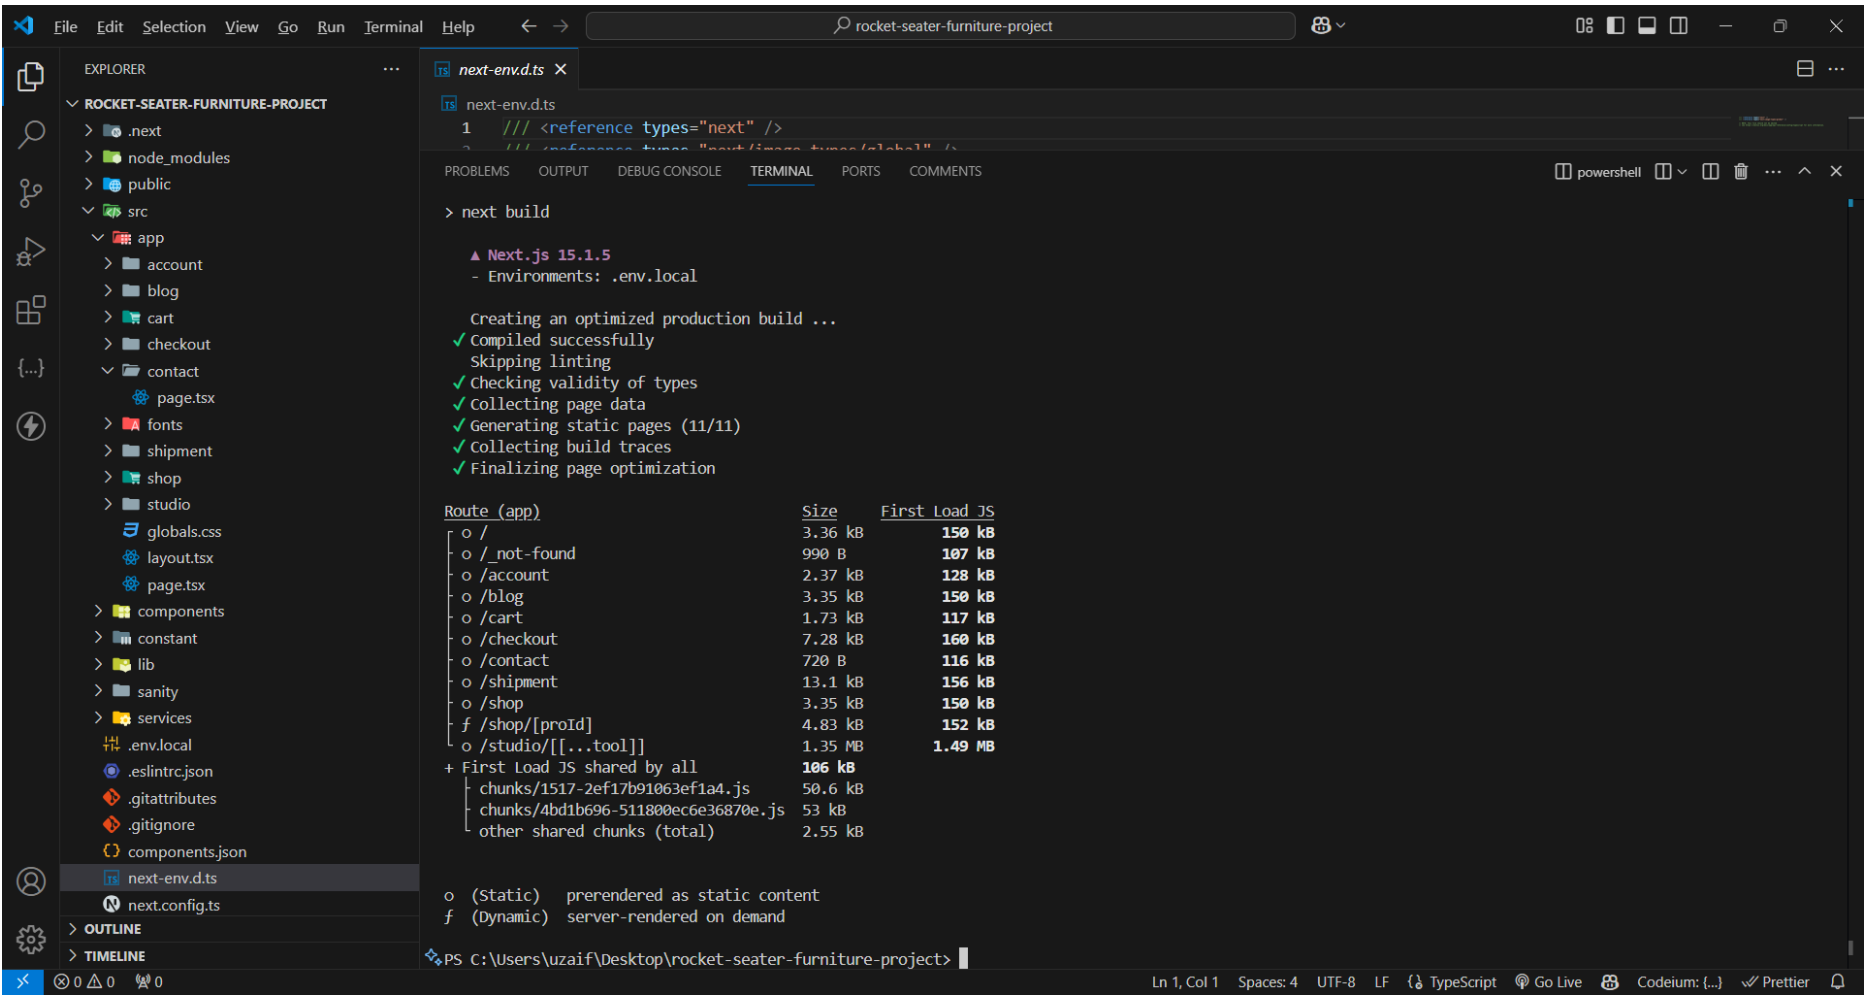 File Edit Selection View Go Run Terminal Help
rocket-seater-furniture-project
EXPLORER
ROCKET-SEATER-FURNITURE-PROJECT
.next
node_modules
public
src
app
account
blog
cart
checkout
contact
page.tsx
fonts
shipment
shop
studio
globals.css
layout.tsx
page.tsx
components
constant
lib
sanity
services
.env.local
.eslintrc.json
.gitattributes
.gitignore
components.json
next-env.d.ts
next.config.ts
OUTLINE
TIMELINE
next-env.d.ts
next-env.d.ts
1 /// <reference types="next" />
2 /// <reference types="next/image-types/global" />
PROBLEMS OUTPUT DEBUG CONSOLE TERMINAL PORTS COMMENTS
powershell
> next build
▲ Next.js 15.1.5
- Environments: .env.local
Creating an optimized production build ...
✓ Compiled successfully
Skipping linting
✓ Checking validity of types
✓ Collecting page data
✓ Generating static pages (11/11)
✓ Collecting build traces
✓ Finalizing page optimization
Route (app) Size First Load JS
┌ ○ / 3.36 kB 150 kB
├ ○ /_not-found 990 B 107 kB
├ ○ /account 2.37 kB 128 kB
├ ○ /blog 3.35 kB 150 kB
├ ○ /cart 1.73 kB 117 kB
├ ○ /checkout 7.28 kB 160 kB
├ ○ /contact 720 B 116 kB
├ ○ /shipment 13.1 kB 156 kB
├ ○ /shop 3.35 kB 150 kB
├ ƒ /shop/[proId] 4.83 kB 152 kB
└ ○ /studio/[[...tool]] 1.35 MB 1.49 MB
+ First Load JS shared by all 106 kB
├ chunks/1517-2ef17b91063ef1a4.js 50.6 kB
├ chunks/4bd1b696-511800ec6e36870e.js 53 kB
└ other shared chunks (total) 2.55 kB
○ (Static) prerendered as static content
ƒ (Dynamic) server-rendered on demand
PS C:\Users\uzaif\Desktop\rocket-seater-furniture-project>
0 0 0
Ln 1, Col 1 Spaces: 4 UTF-8 LF TypeScript Go Live Codeium: {...} Prettier